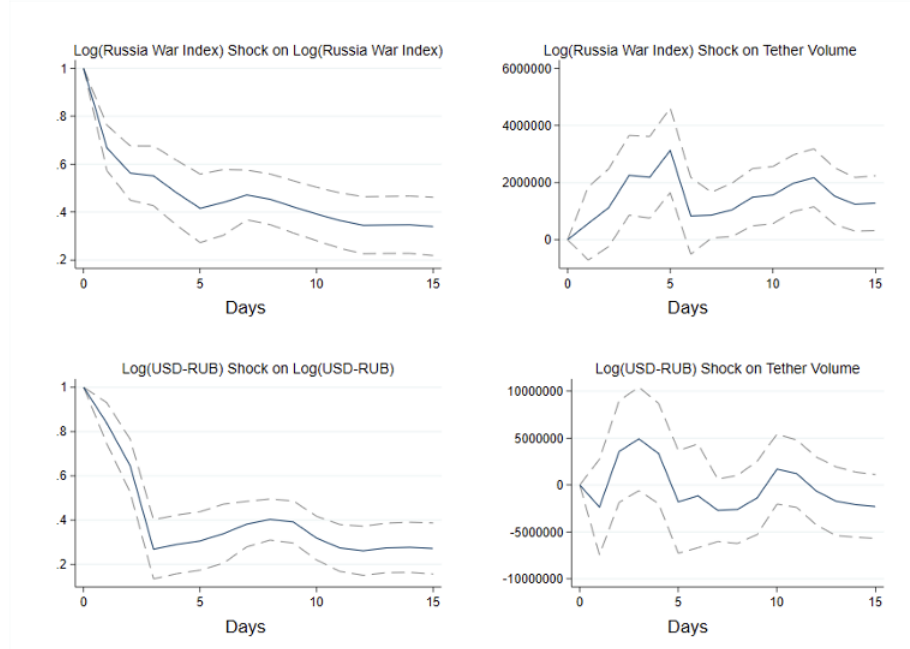 Log(Russia War Index) Shock on Log(Russia War Index)
1
.8
.6
.4
.2
0 5 10 15
Days
Log(Russia War Index) Shock on Tether Volume
6000000
4000000
2000000
0
0 5 10 15
Days
Log(USD-RUB) Shock on Log(USD-RUB)
1
.8
.6
.4
.2
0 5 10 15
Days
Log(USD-RUB) Shock on Tether Volume
10000000
5000000
0
-5000000
-10000000
0 5 10 15
Days